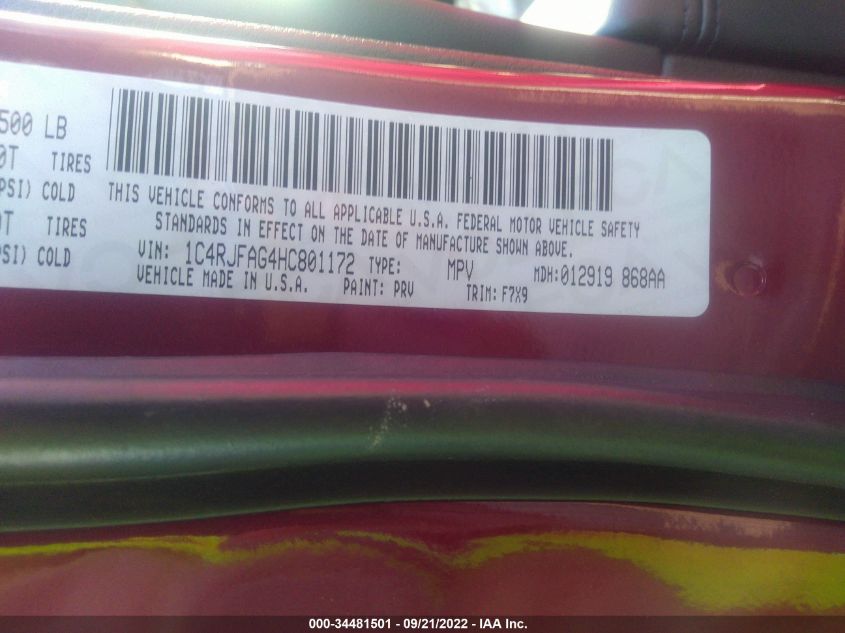 500 LB
TIRES
PSI) COLD
TIRES
PSI) COLD
THIS VEHICLE CONFORMS TO ALL APPLICABLE U.S.A. FEDERAL MOTOR VEHICLE SAFETY
STANDARDS IN EFFECT ON THE DATE OF MANUFACTURE SHOWN ABOVE.
VIN: 1C4RJFAG4HC801172 TYPE: MPV MDH:012919 868AA
VEHICLE MADE IN U.S.A. PAINT: PRV TRIM: F7X9
000-34481501 - 09/21/2022 - IAA Inc.